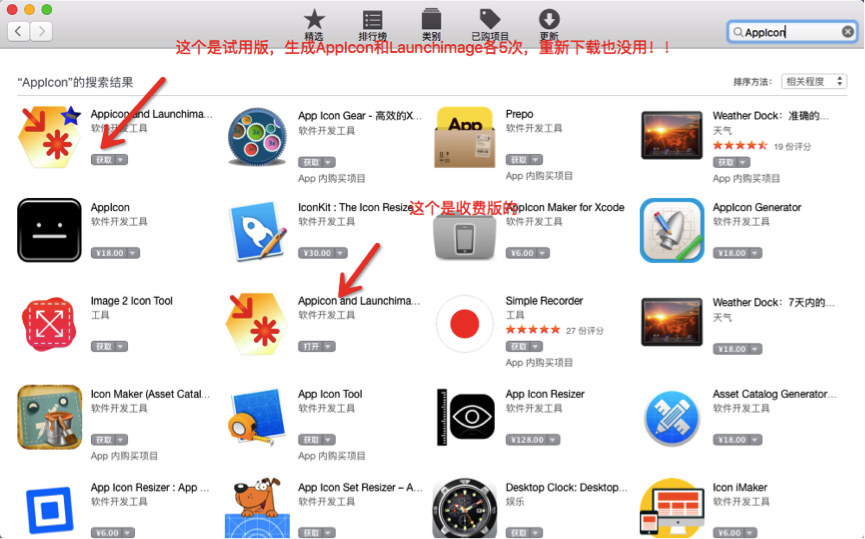 AppIcon
精选
排行榜
类别
已购项目
更新
这个是试用版，生成AppIcon和Launchimage各5次，重新下载也没用！！
“AppIcon”的搜索结果
排序方法： 相关程度
Appicon and Launchima...
软件开发工具
获取
App Icon Gear - 高效的X...
软件开发工具
获取
App 内购买项目
App
Prepo
软件开发工具
获取
App 内购买项目
Weather Dock：准确的...
天气
19 份评分
获取
App 内购买项目
AppIcon
软件开发工具
¥18.00
IconKit : The Icon Resize
软件开发工具
¥30.00
这个是收费版的
AppIcon Maker for Xcode
软件开发工具
¥6.00
AppIcon Generator
软件开发工具
¥18.00
Image 2 Icon Tool
工具
获取
Appicon and Launchima...
软件开发工具
打开
Simple Recorder
工具
27 份评分
获取
App 内购买项目
Weather Dock：7天内的...
天气
¥18.00
Icon Maker (Asset Catal...
软件开发工具
获取
App 内购买项目
App Icon Tool
软件开发工具
获取
App 内购买项目
App Icon Resizer
软件开发工具
¥128.00
Asset Catalog Generator...
软件开发工具
¥18.00
App Icon Resizer : App ...
软件开发工具
¥6.00
App Icon Set Resizer – A...
软件开发工具
获取
Desktop Clock: Desktop...
娱乐
获取
Icon iMaker
软件开发工具
¥6.00